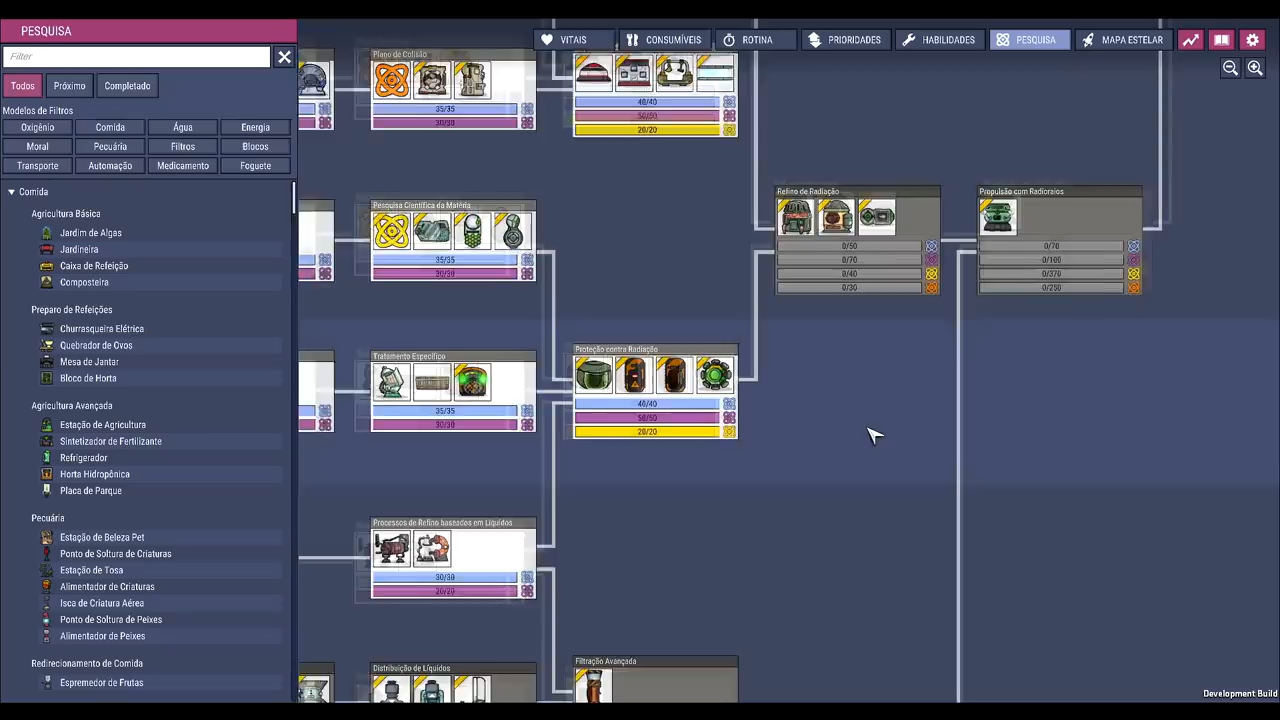 PESQUISA
VITAIS
CONSUMÍVEIS
ROTINA
PRIORIDADES
HABILIDADES
PESQUISA
MAPA ESTELAR
Filter
Todos
Próximo
Completado
Modelos de Filtros
Oxigênio
Comida
Água
Energia
Moral
Pecuária
Filtros
Blocos
Transporte
Automação
Medicamento
Foguete
Comida
Agricultura Básica
Jardim de Algas
Jardineira
Caixa de Refeição
Composteira
Preparo de Refeições
Churrasqueira Elétrica
Quebrador de Ovos
Mesa de Jantar
Bloco de Horta
Agricultura Avançada
Estação de Agricultura
Sintetizador de Fertilizante
Refrigerador
Horta Hidropônica
Placa de Parque
Pecuária
Estação de Beleza Pet
Ponto de Soltura de Criaturas
Estação de Tosa
Alimentador de Criaturas
Isca de Criatura Aérea
Ponto de Soltura de Peixes
Alimentador de Peixes
Redirecionamento de Comida
Espremedor de Frutas
Plano de Colisão
35/35
30/30
40/40
50/50
20/20
Pesquisa Científica da Matéria
35/35
30/30
Refino de Radiação
0/50
0/70
0/40
0/30
Propulsão com Radioraios
0/70
0/100
0/370
0/250
Tratamento Específico
35/35
30/30
Proteção contra Radiação
40/40
50/50
20/20
Processos de Refino baseados em Líquidos
30/30
20/20
Distribuição de Líquidos
Filtração Avançada
Development Build